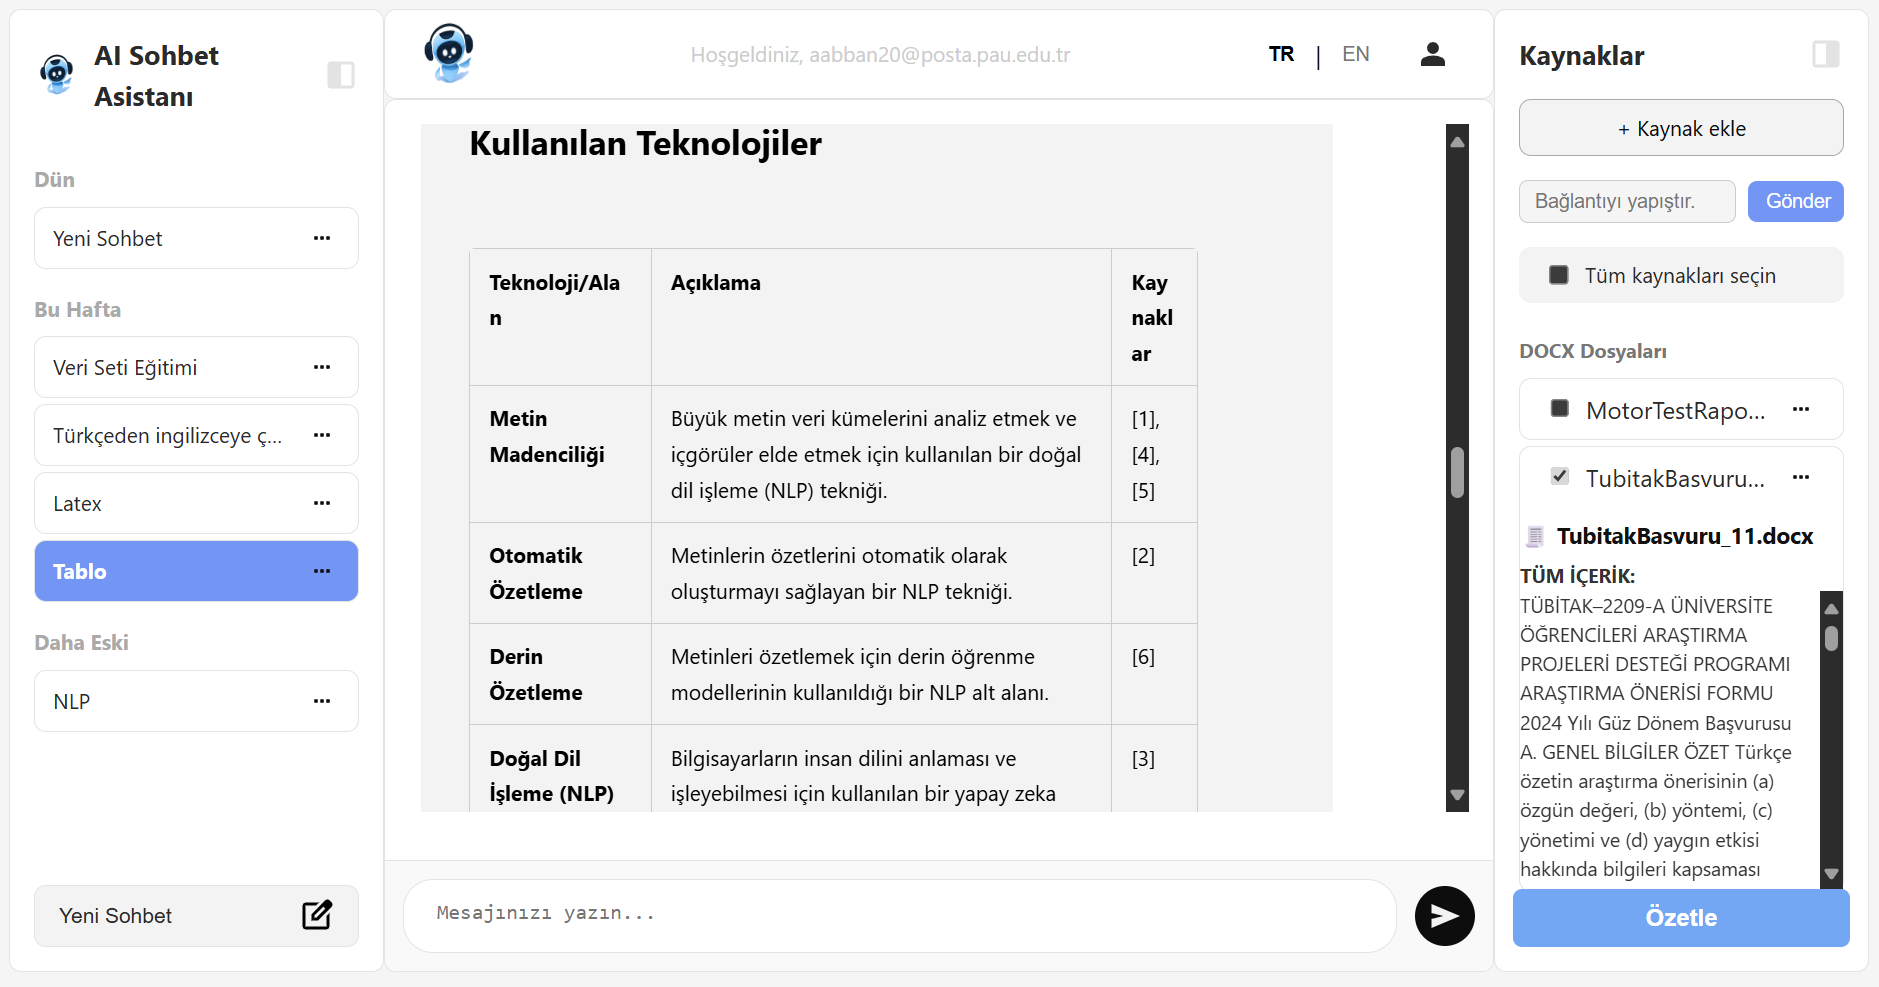 AI Sohbet
Asistanı
Dün
Yeni Sohbet
Bu Hafta
Veri Seti Eğitimi
Türkçeden ingilizceye ç...
Latex
Tablo
Daha Eski
NLP
Yeni Sohbet
Hoşgeldiniz, aabban20@posta.pau.edu.tr
TR | EN
Kullanılan Teknolojiler
Teknoloji/Ala
n
Açıklama
Kay
nakl
ar
Metin
Madenciliği
Büyük metin veri kümelerini analiz etmek ve
içgörüler elde etmek için kullanılan bir doğal
dil işleme (NLP) tekniği.
[1],
[4],
[5]
Otomatik
Özetleme
Metinlerin özetlerini otomatik olarak
oluşturmayı sağlayan bir NLP tekniği.
[2]
Derin
Özetleme
Metinleri özetlemek için derin öğrenme
modellerinin kullanıldığı bir NLP alt alanı.
[6]
Doğal Dil
İşleme (NLP)
Bilgisayarların insan dilini anlaması ve
işleyebilmesi için kullanılan bir yapay zeka
[3]
Mesajınızı yazın...
Kaynaklar
+ Kaynak ekle
Bağlantıyı yapıştır.
Gönder
Tüm kaynakları seçin
DOCX Dosyaları
MotorTestRapo...
TubitakBasvuru...
TubitakBasvuru_11.docx
TÜM İÇERİK:
TÜBİTAK–2209-A ÜNİVERSİTE
ÖĞRENCİLERİ ARAŞTIRMA
PROJELERİ DESTEĞİ PROGRAMI
ARAŞTIRMA ÖNERİSİ FORMU
2024 Yılı Güz Dönem Başvurusu
A. GENEL BİLGİLER ÖZET Türkçe
özetin araştırma önerisinin (a)
özgün değeri, (b) yöntemi, (c)
yönetimi ve (d) yaygın etkisi
hakkında bilgileri kapsaması
Özetle